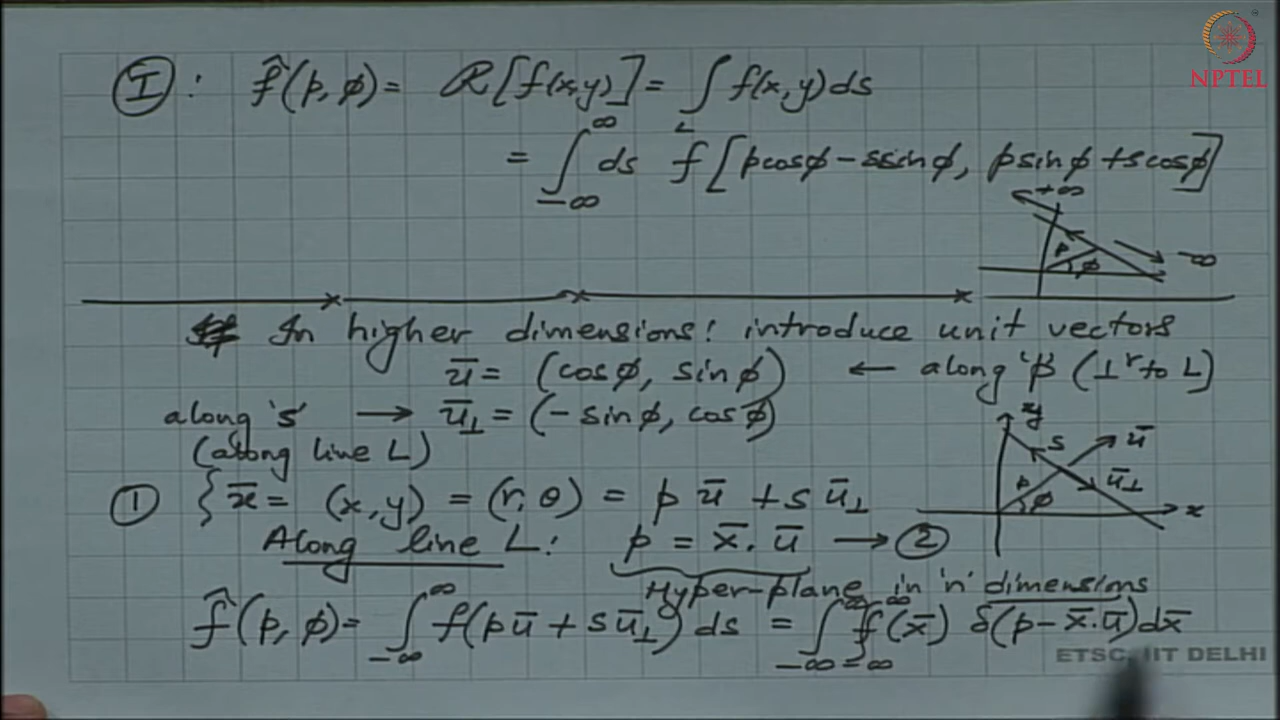 NPTEL
Ⓘ: f̂(p, φ) = R[f(x,y)] = ∫_L f(x,y) ds
= ∫_{-∞}^{∞} ds f[p cosφ - s sinφ, p sinφ + s cosφ]
+∞
p φ -∞
In higher dimensions: introduce unit vectors
ū = (cosφ, sinφ) ← along 'p' (⊥r to L)
along 's' → ū⊥ = (- sinφ, cosφ)
(along line L)
y s ū
p φ ū⊥ x
① { x̄ = (x, y) = (r, θ) = p ū + s ū⊥
Along line L: p = x̄ . ū → ②
Hyper-plane in 'n' dimensions
f̂(p, φ) = ∫_{-∞}^{∞} f(p ū + s ū⊥) ds = ∫_{-∞}^{∞} ∫_{-∞}^{∞} f(x̄) δ(p - x̄.ū) dx̄
ETSC, IIT DELHI